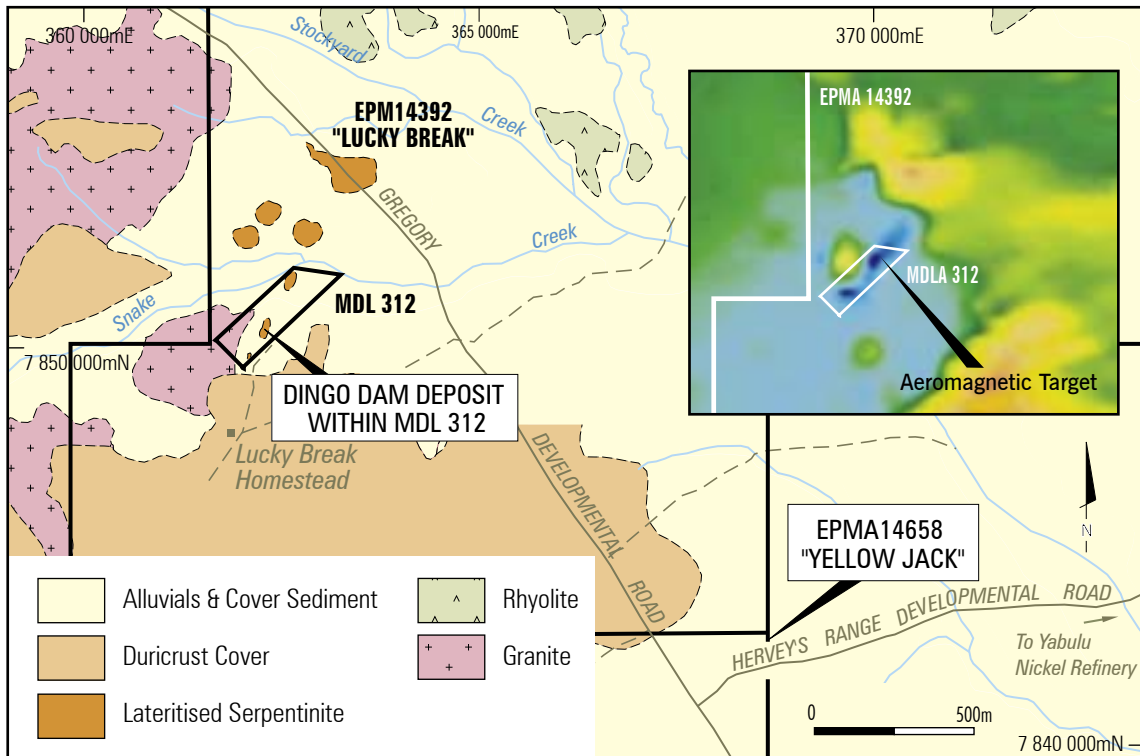 360 000mE
365 000mE
370 000mE
Stockyard
Creek
EPM14392
"LUCKY BREAK"
GREGORY
Creek
Snake
MDL 312
7 850 000mN
DINGO DAM DEPOSIT
WITHIN MDL 312
Lucky Break
Homestead
DEVELOPMENTAL
ROAD
EPMA 14392
MDLA 312
Aeromagnetic Target
N
EPMA14658
"YELLOW JACK"
HERVEY'S RANGE DEVELOPMENTAL ROAD
To Yabulu
Nickel Refinery
0
500m
7 840 000mN
Alluvials & Cover Sediment
Rhyolite
Duricrust Cover
Granite
Lateritised Serpentinite